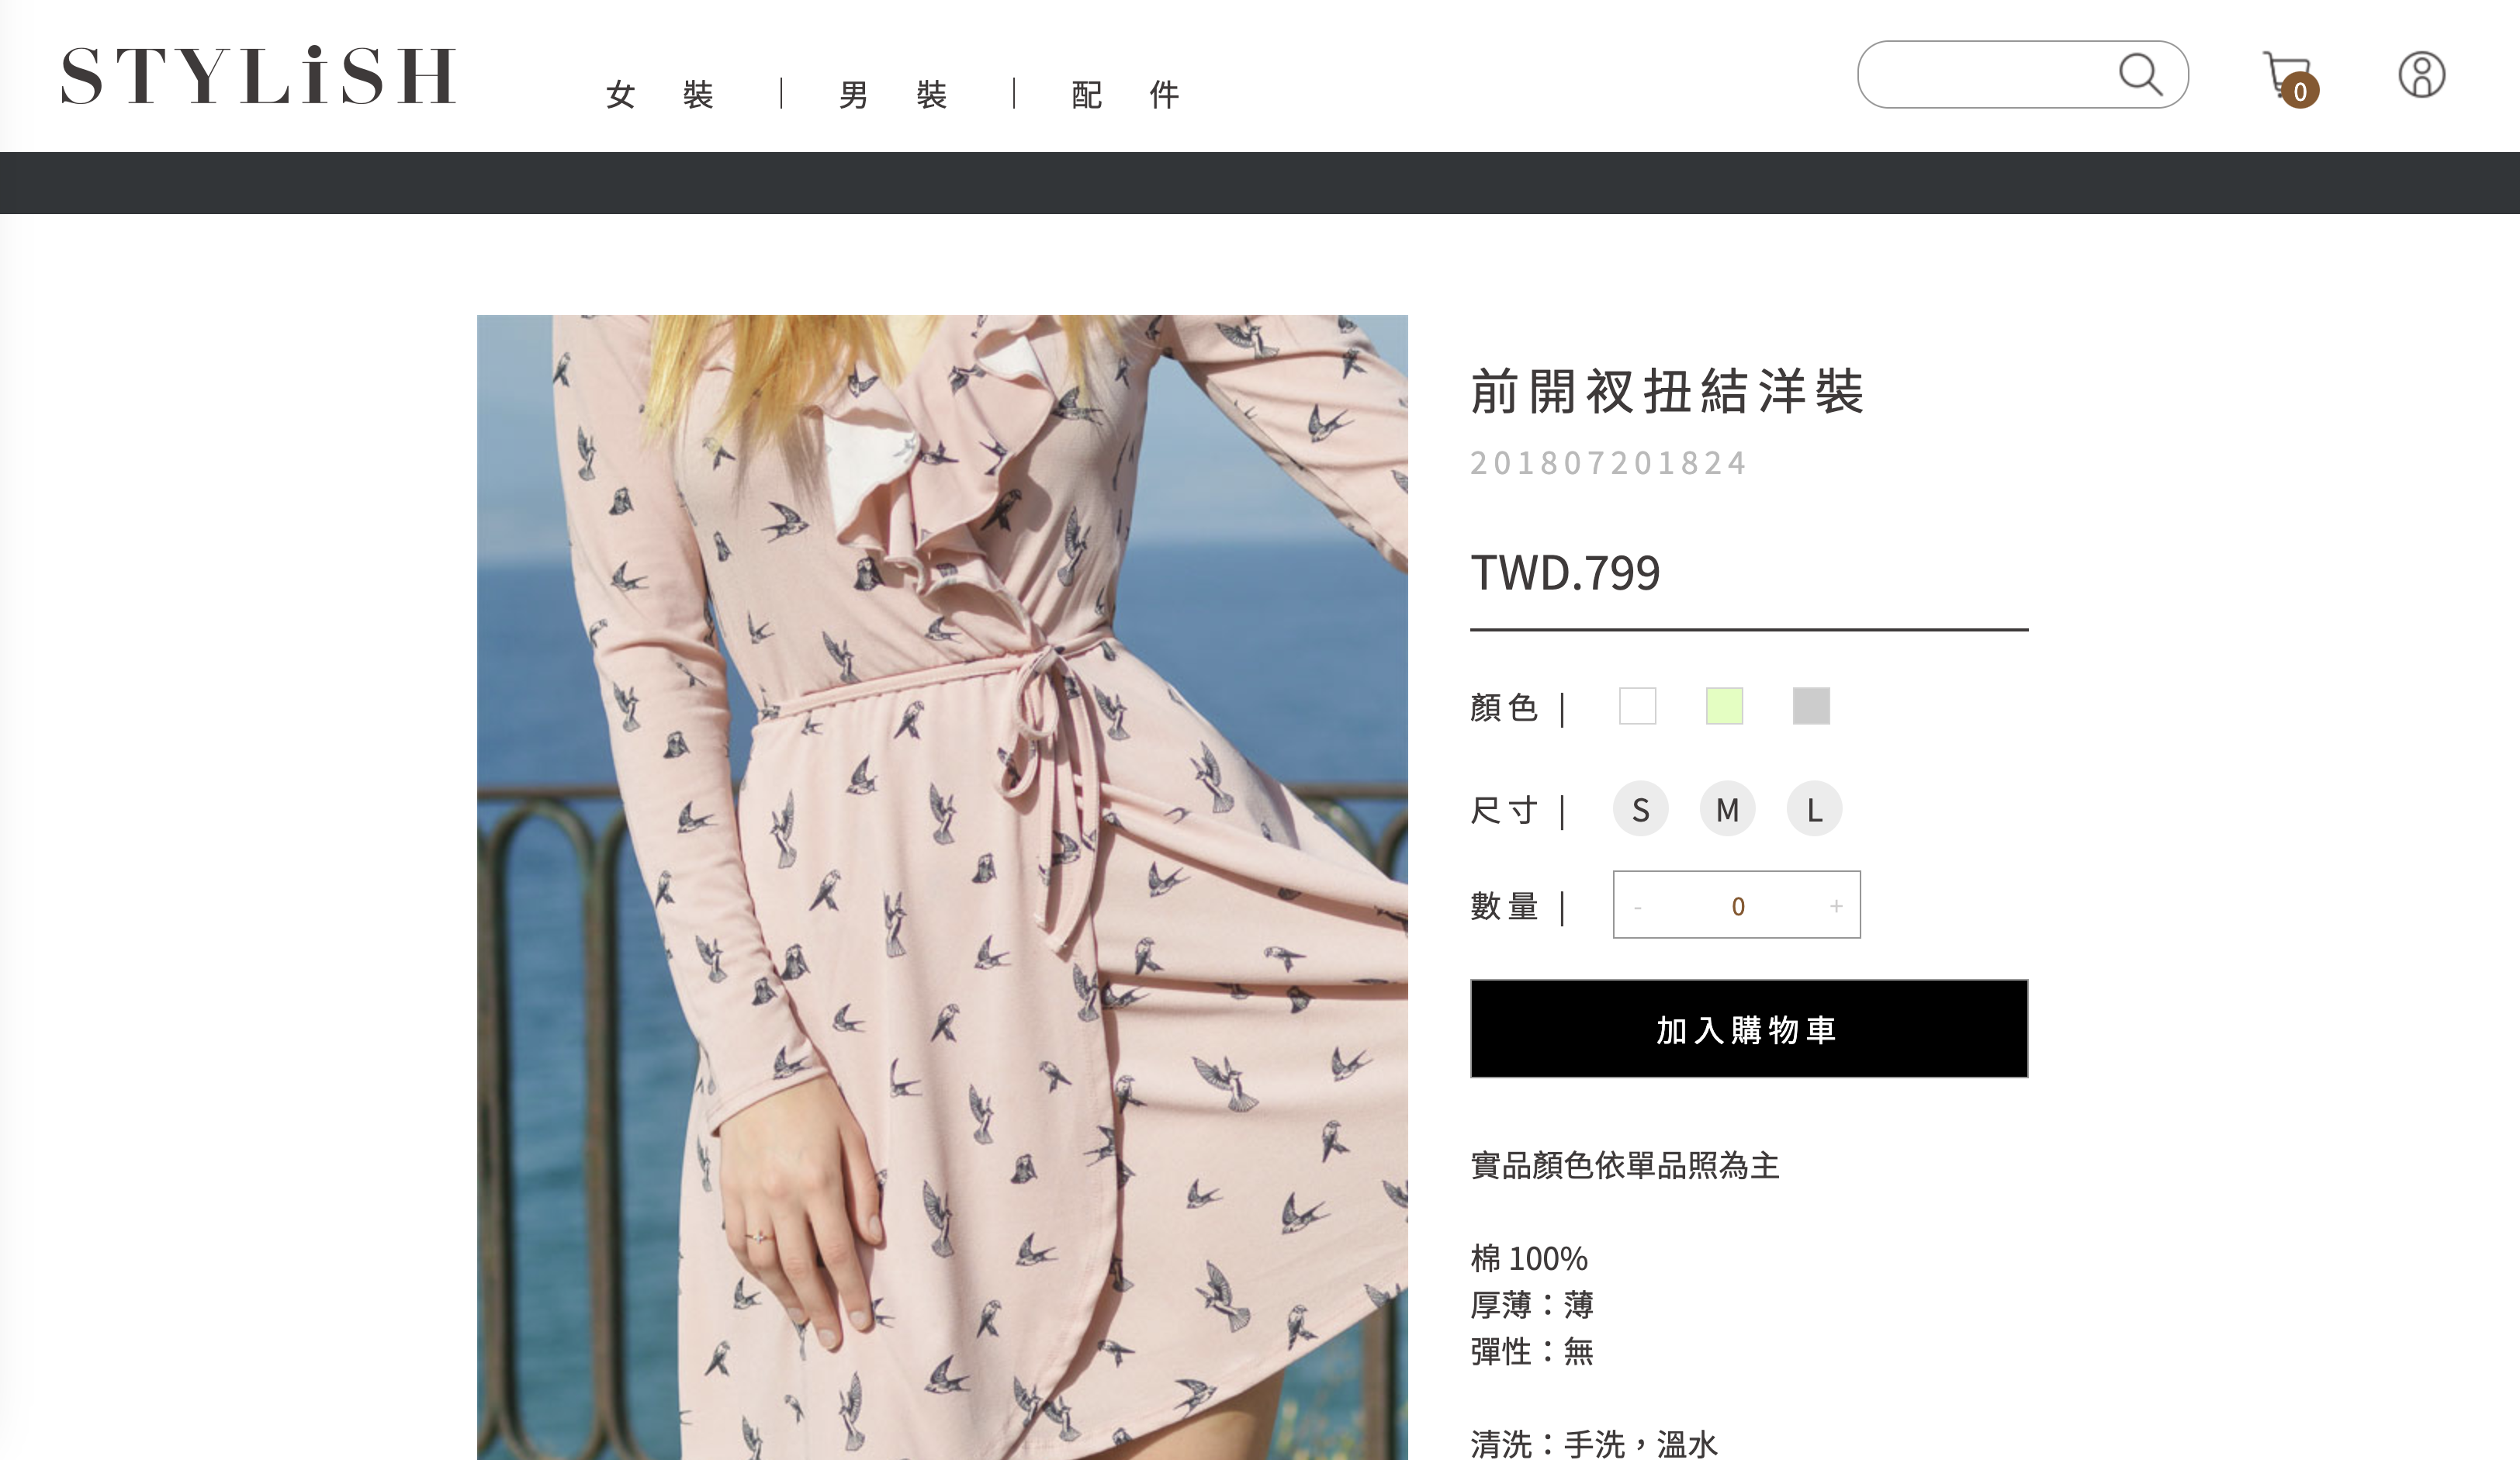 STYLiSH
女裝 | 男裝 | 配件
0
前開衩扭結洋裝
201807201824
TWD.799
顏色 |
尺寸 | S M L
數量 | - 0 +
加入購物車
實品顏色依單品照為主
棉 100%
厚薄：薄
彈性：無
清洗：手洗，溫水